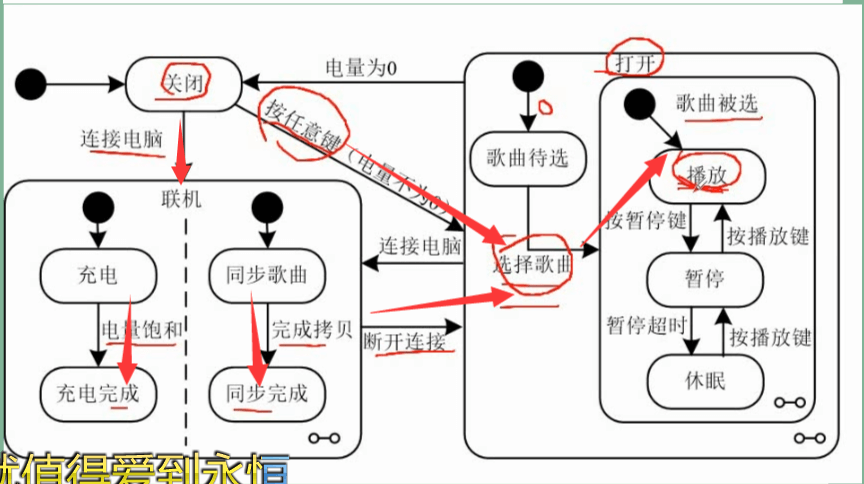 电量为0
打开
关闭
歌曲被选
按任意键（电量不为0）
连接电脑
歌曲待选
播放
联机
按暂停键
按播放键
连接电脑
选择歌曲
充电
同步歌曲
暂停
电量饱和
完成拷贝
断开连接
暂停超时
按播放键
充电完成
同步完成
休眠
就值得爱到永恒